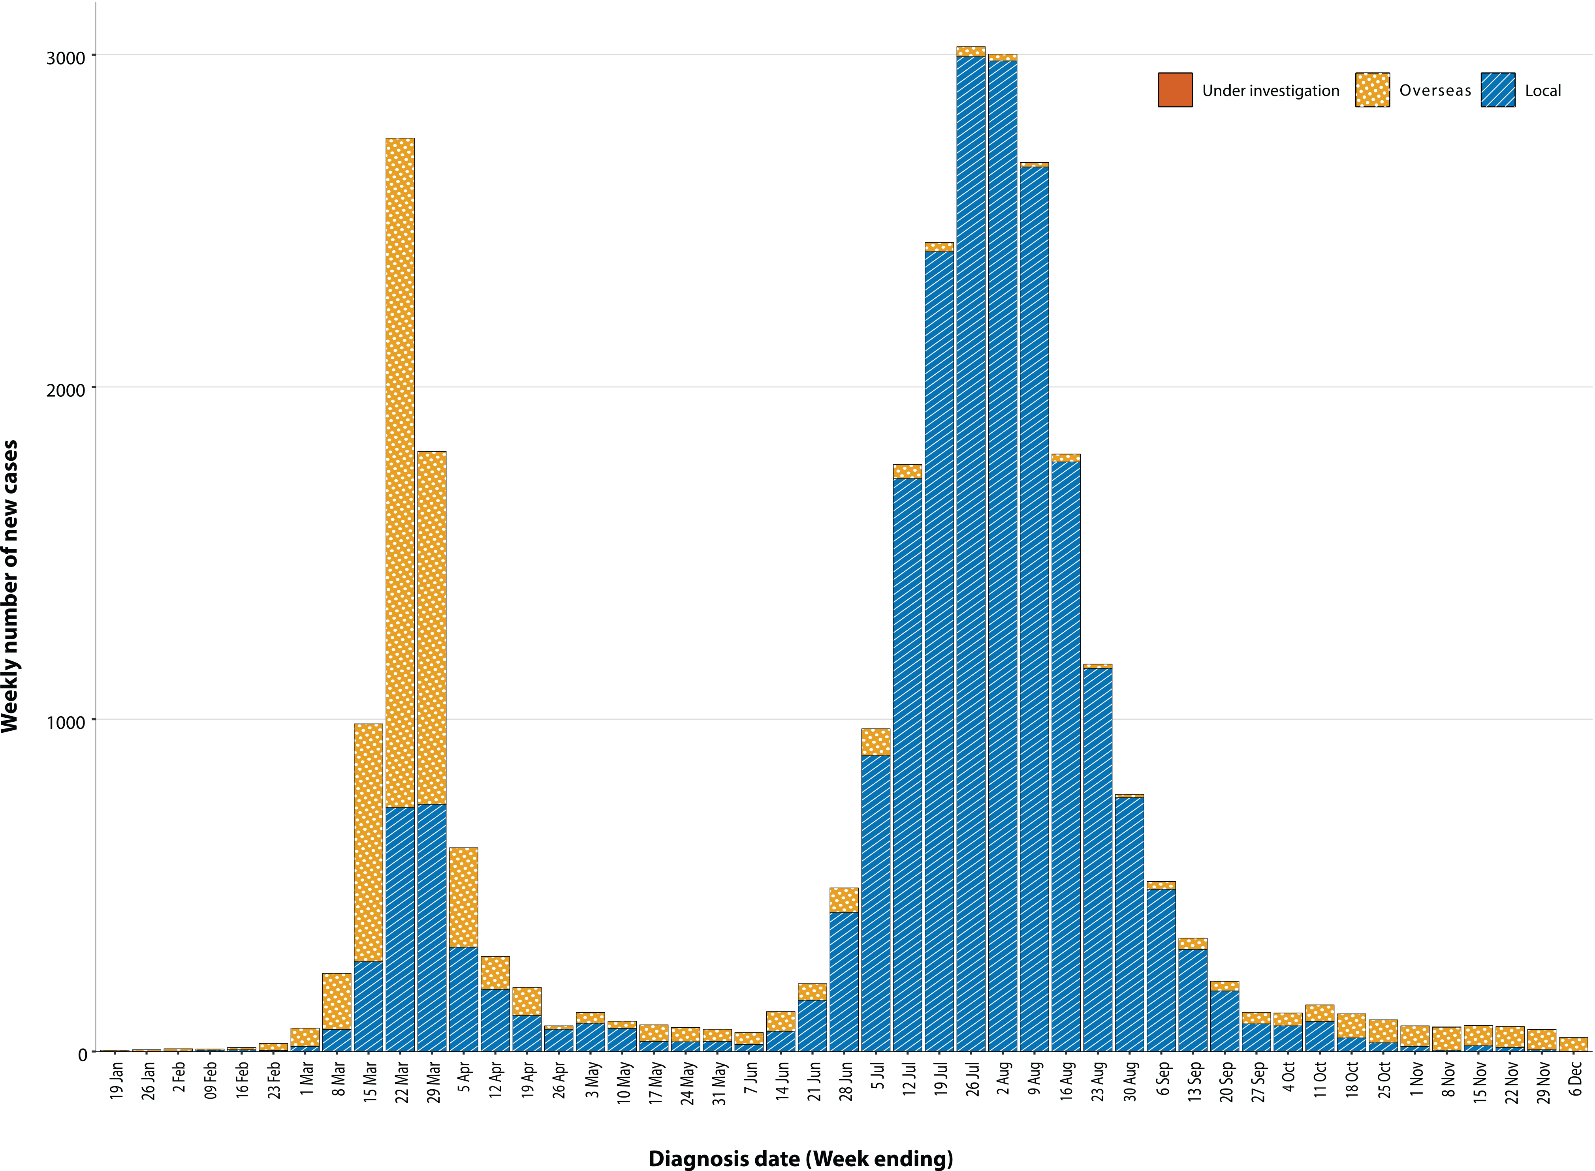 3000
2000
1000
0
Weekly number of new cases
Under investigation Overseas Local
19 Jan 26 Jan 2 Feb 09 Feb 16 Feb 23 Feb 1 Mar 8 Mar 15 Mar 22 Mar 29 Mar 5 Apr 12 Apr 19 Apr 26 Apr 3 May 10 May 17 May 24 May 31 May 7 Jun 14 Jun 21 Jun 28 Jun 5 Jul 12 Jul 19 Jul 26 Jul 2 Aug 9 Aug 16 Aug 23 Aug 30 Aug 6 Sep 13 Sep 20 Sep 27 Sep 4 Oct 11 Oct 18 Oct 25 Oct 1 Nov 8 Nov 15 Nov 22 Nov 29 Nov 6 Dec
Diagnosis date (Week ending)